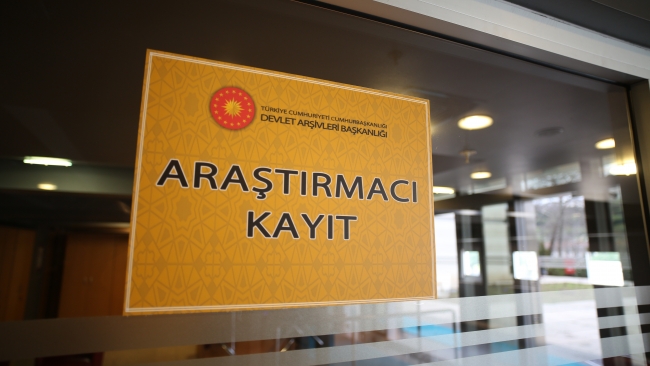 TÜRKİYE CUMHURİYETİ CUMHURBAŞKANLIĞI
DEVLET ARŞİVLERİ BAŞKANLIĞI
ARAŞTIRMACI
KAYIT